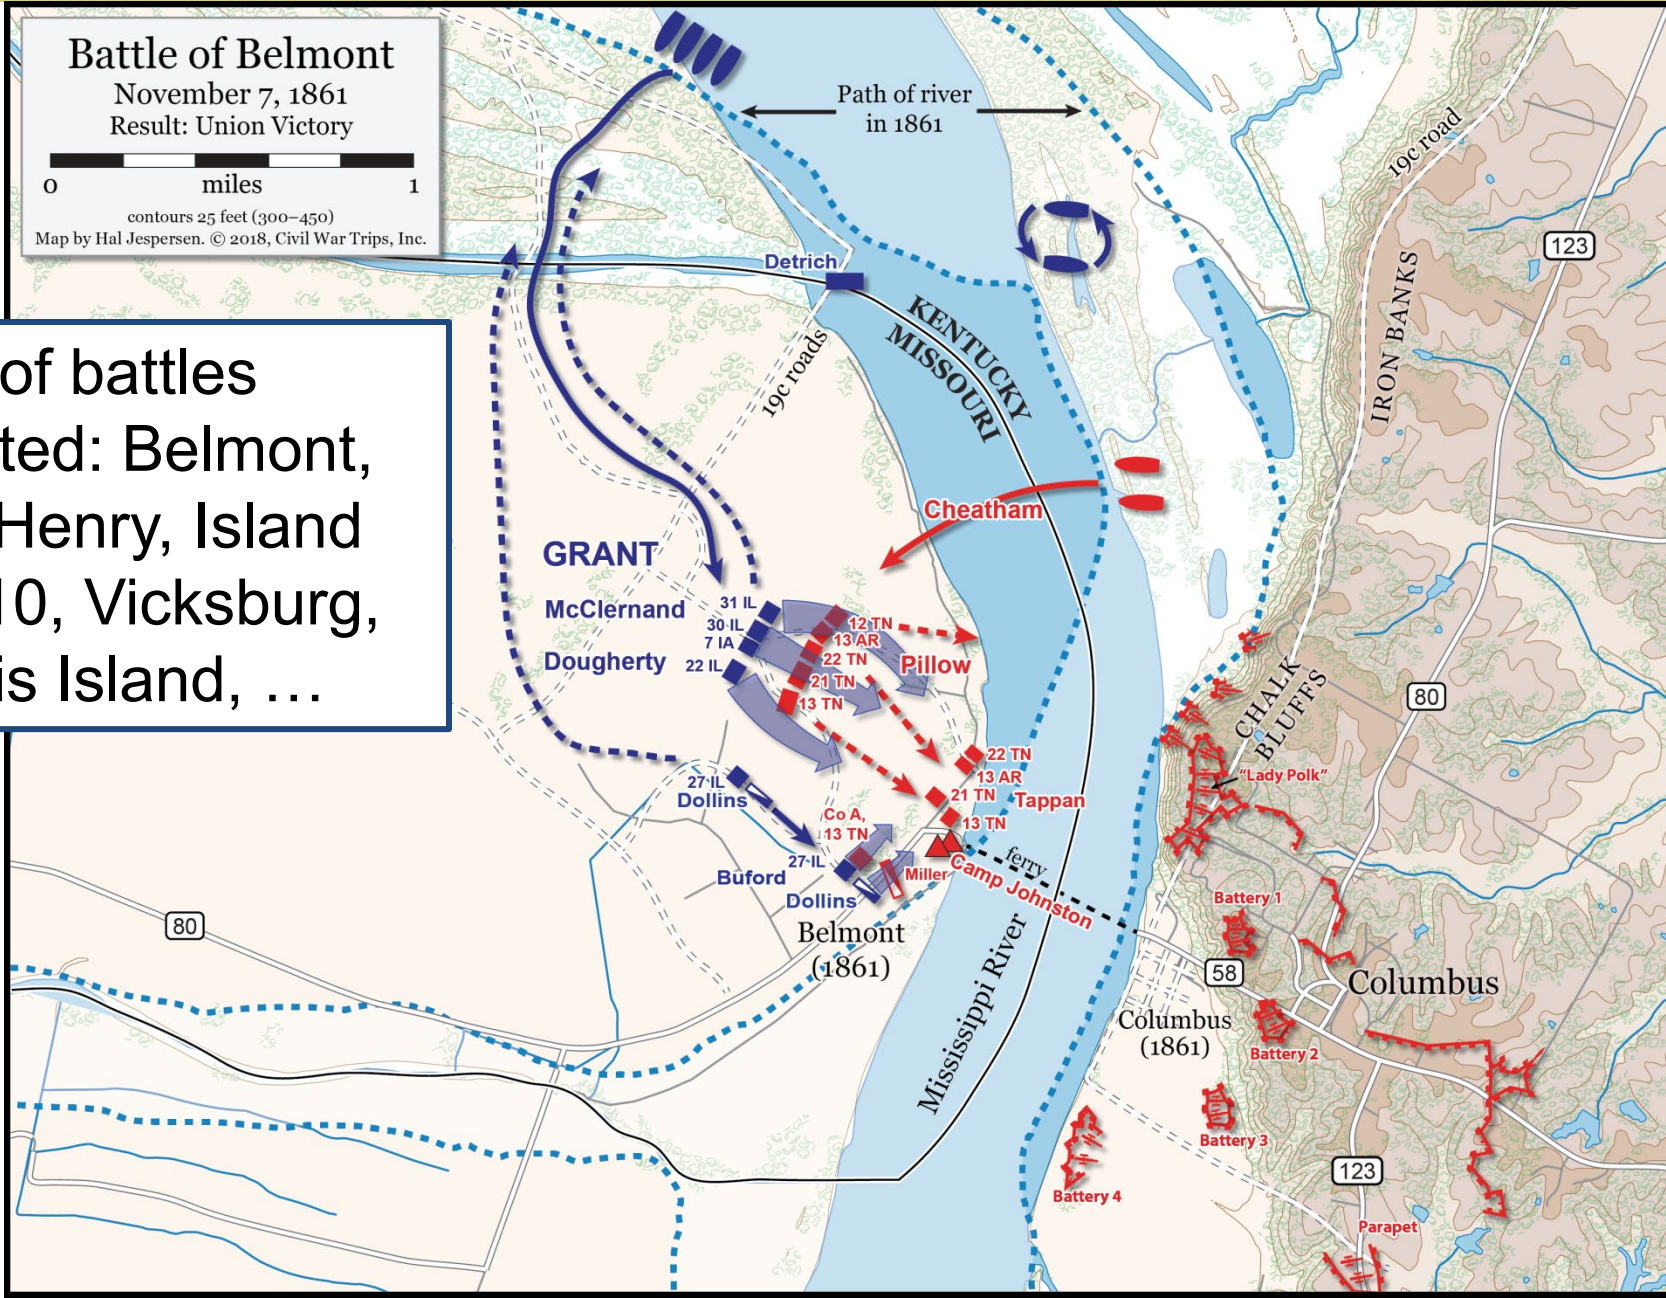 Battle of Belmont
November 7, 1861
Result: Union Victory
0 miles 1
contours 25 feet (300–450)
Map by Hal Jespersen. © 2018, Civil War Trips, Inc.
Path of river
in 1861
19c road
123
IRON BANKS
Detrich
KENTUCKY
MISSOURI
19c roads
of battles
ted: Belmont,
Henry, Island
10, Vicksburg,
is Island, …
Cheatham
GRANT
McClernand
Dougherty
31 IL
30 IL
7 IA
22 IL
12 TN
13 AR
22 TN
21 TN
13 TN
Pillow
80
CHALK
BLUFFS
"Lady Polk"
22 TN
13 AR
21 TN
13 TN
Tappan
27 IL
Dollins
Co A,
13 TN
27 IL
Buford
Dollins
Miller
Camp Johnston
ferry
Belmont
(1861)
80
Mississippi River
Battery 1
58
Columbus
Columbus
(1861)
Battery 2
Battery 3
Battery 4
123
Parapet